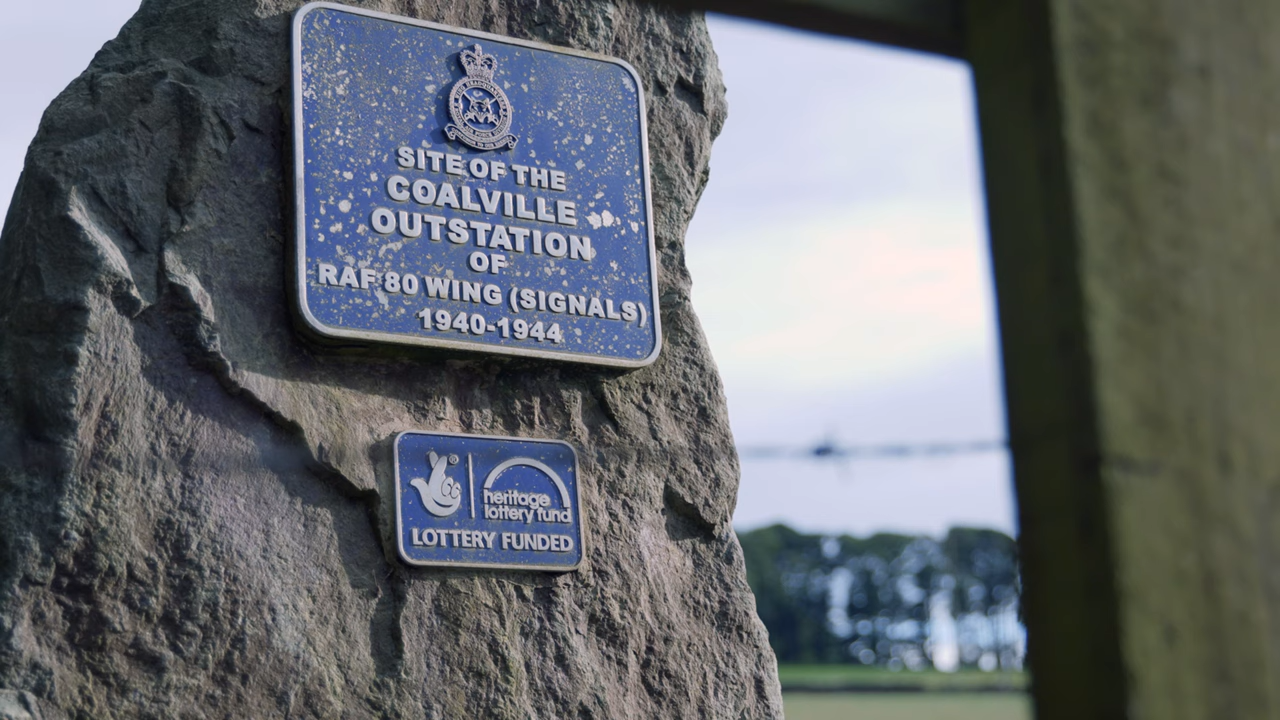 SITE OF THE
COALVILLE
OUTSTATION
OF
RAF 80 WING (SIGNALS)
1940-1944
heritage
lottery fund
LOTTERY FUNDED